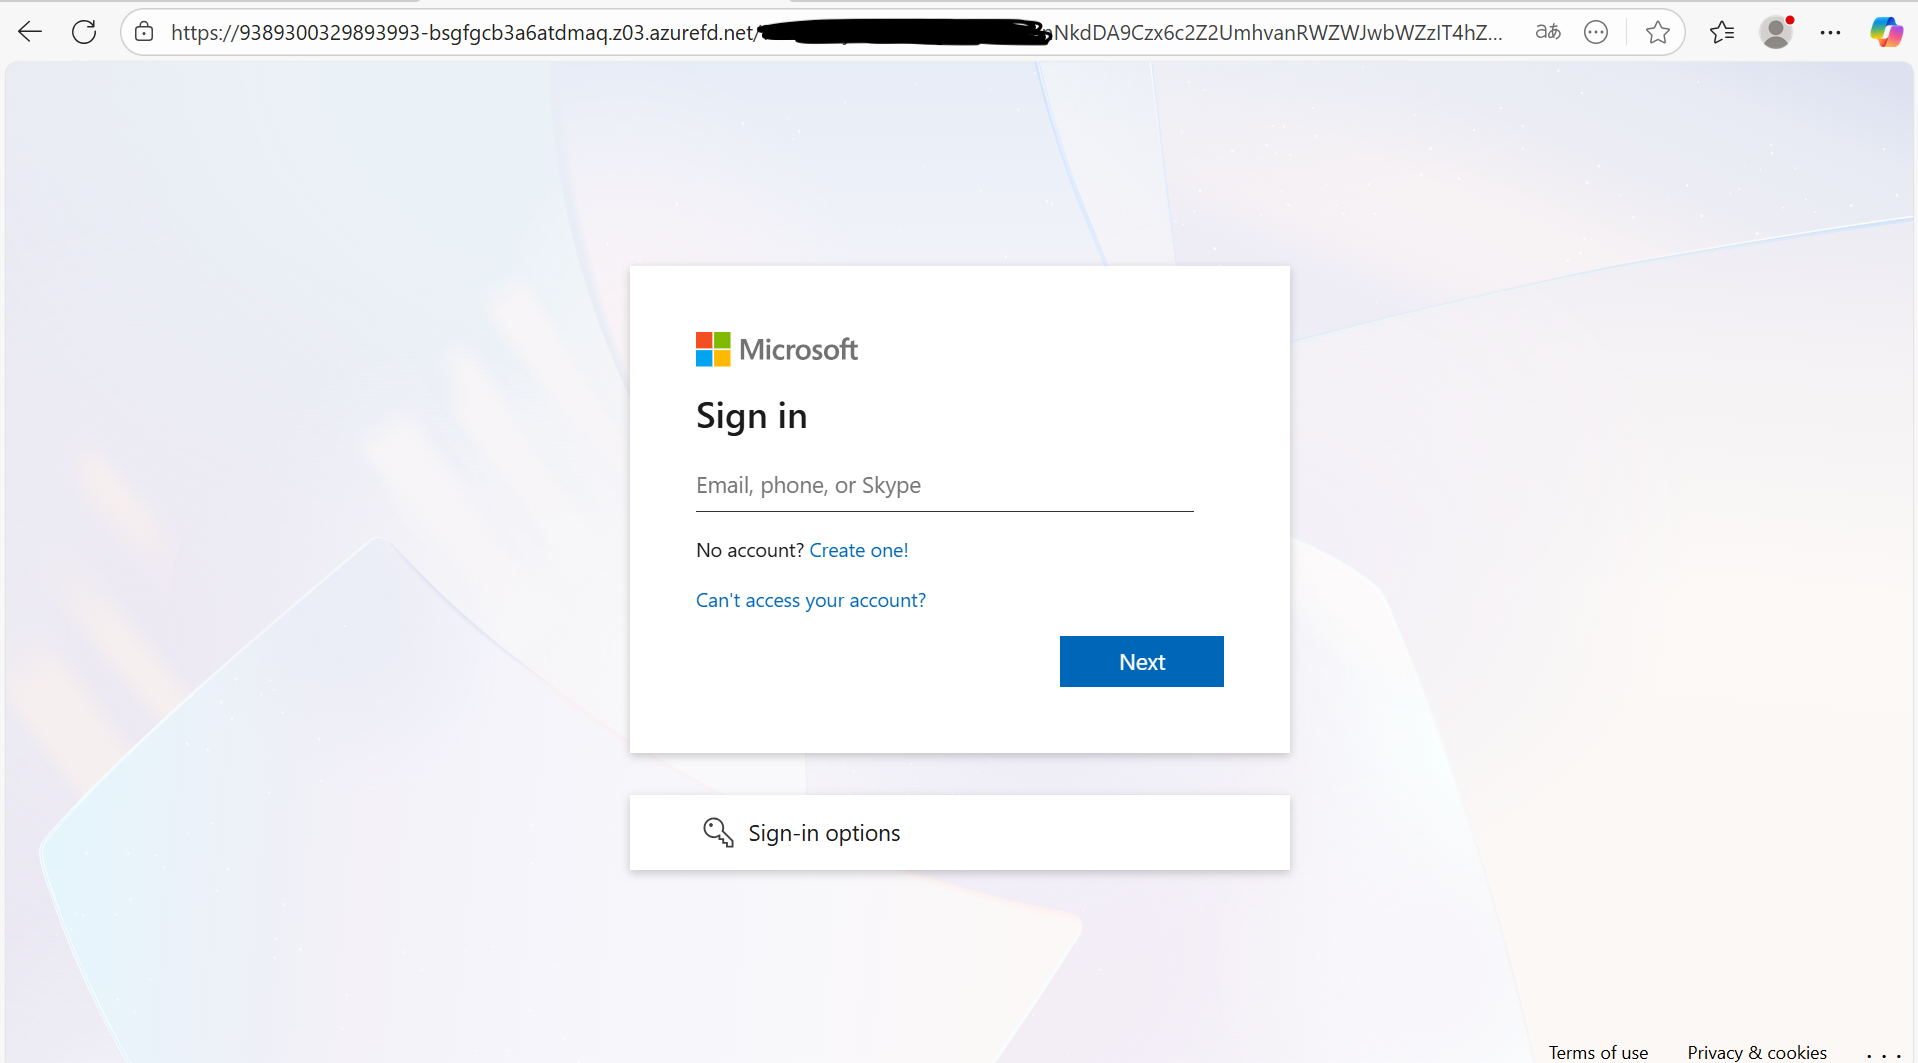 https://9389300329893993-bsgfgcb3a6atdmaq.z03.azurefd.net/ NkdDA9Czx6c2Z2UmhvanRWZWJwbWZzIT4hZ...
Microsoft
Sign in
Email, phone, or Skype
No account? Create one!
Can't access your account?
Next
Sign-in options
Terms of use Privacy & cookies ...